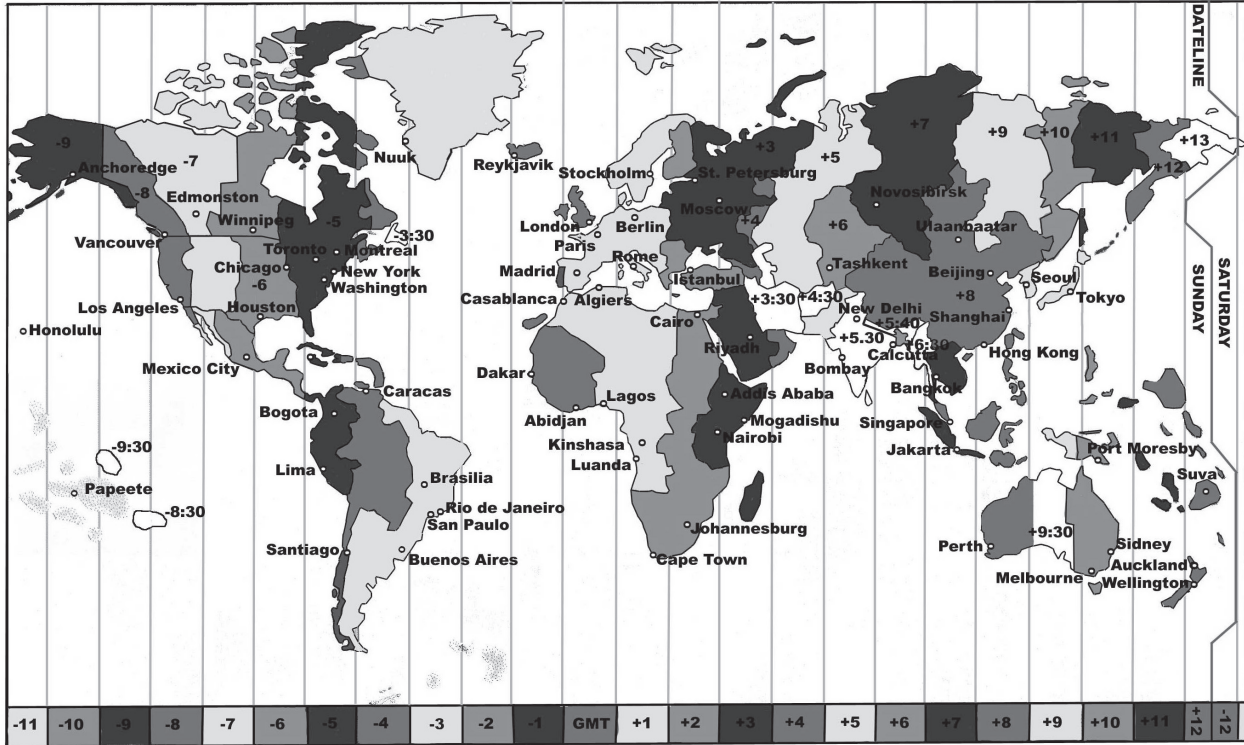 DATELINE
-9
-7
+7
+9
+10
+11
+13
+3
+5
+12
Anchoredge
-8
Nuuk
Reykjavik
Stockholm
St. Petersburg
Edmonston
Novosibirsk
Winnipeg
-5
London
Berlin
Moscow
+4
+6
Ulaanbaatar
Vancouver
-3:30
Paris
Toronto
Montreal
Rome
Chicago
New York
Madrid
Istanbul
Tashkent
Beijing
Seoul
-6
Washington
Los Angeles
Houston
Casablanca
Algiers
+3:30
+4:30
New Delhi
+8
Tokyo
SUNDAY
SATURDAY
Honolulu
Cairo
+5:40
Shanghai
+5.30
+6:30
Riyadh
Calcutta
Hong Kong
Mexico City
Dakar
Bombay
Bangkok
Caracas
Addis Ababa
Bogota
Lagos
Abidjan
Mogadishu
Singapore
Nairobi
-9:30
Kinshasa
Jakarta
Port Moresby
Lima
Luanda
Papeete
Brasilia
Suva
-8:30
Rio de Janeiro
San Paulo
Johannesburg
+9:30
Santiago
Buenos Aires
Cape Town
Perth
Sidney
Auckland
Melbourne
Wellington
-11 -10 -9 -8 -7 -6 -5 -4 -3 -2 -1 GMT +1 +2 +3 +4 +5 +6 +7 +8 +9 +10 +11 +12 -12